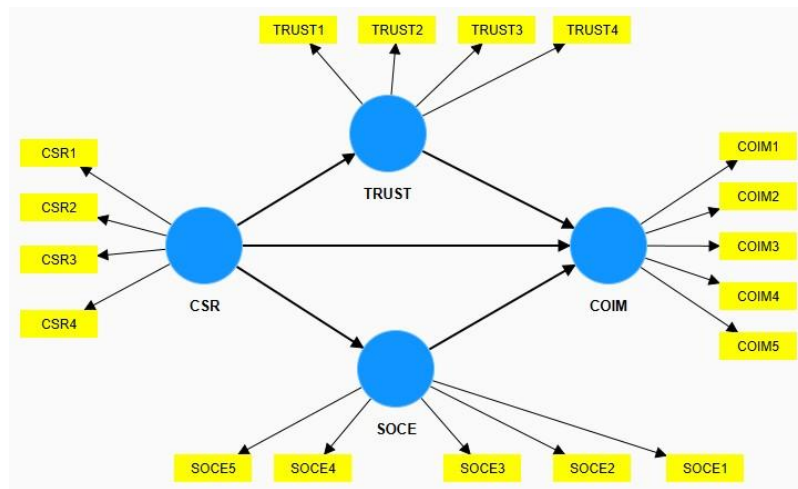 TRUST1 TRUST2 TRUST3 TRUST4
TRUST
CSR1
CSR2
CSR3
CSR4
CSR
COIM1
COIM2
COIM3
COIM4
COIM5
COIM
SOCE
SOCE5 SOCE4 SOCE3 SOCE2 SOCE1